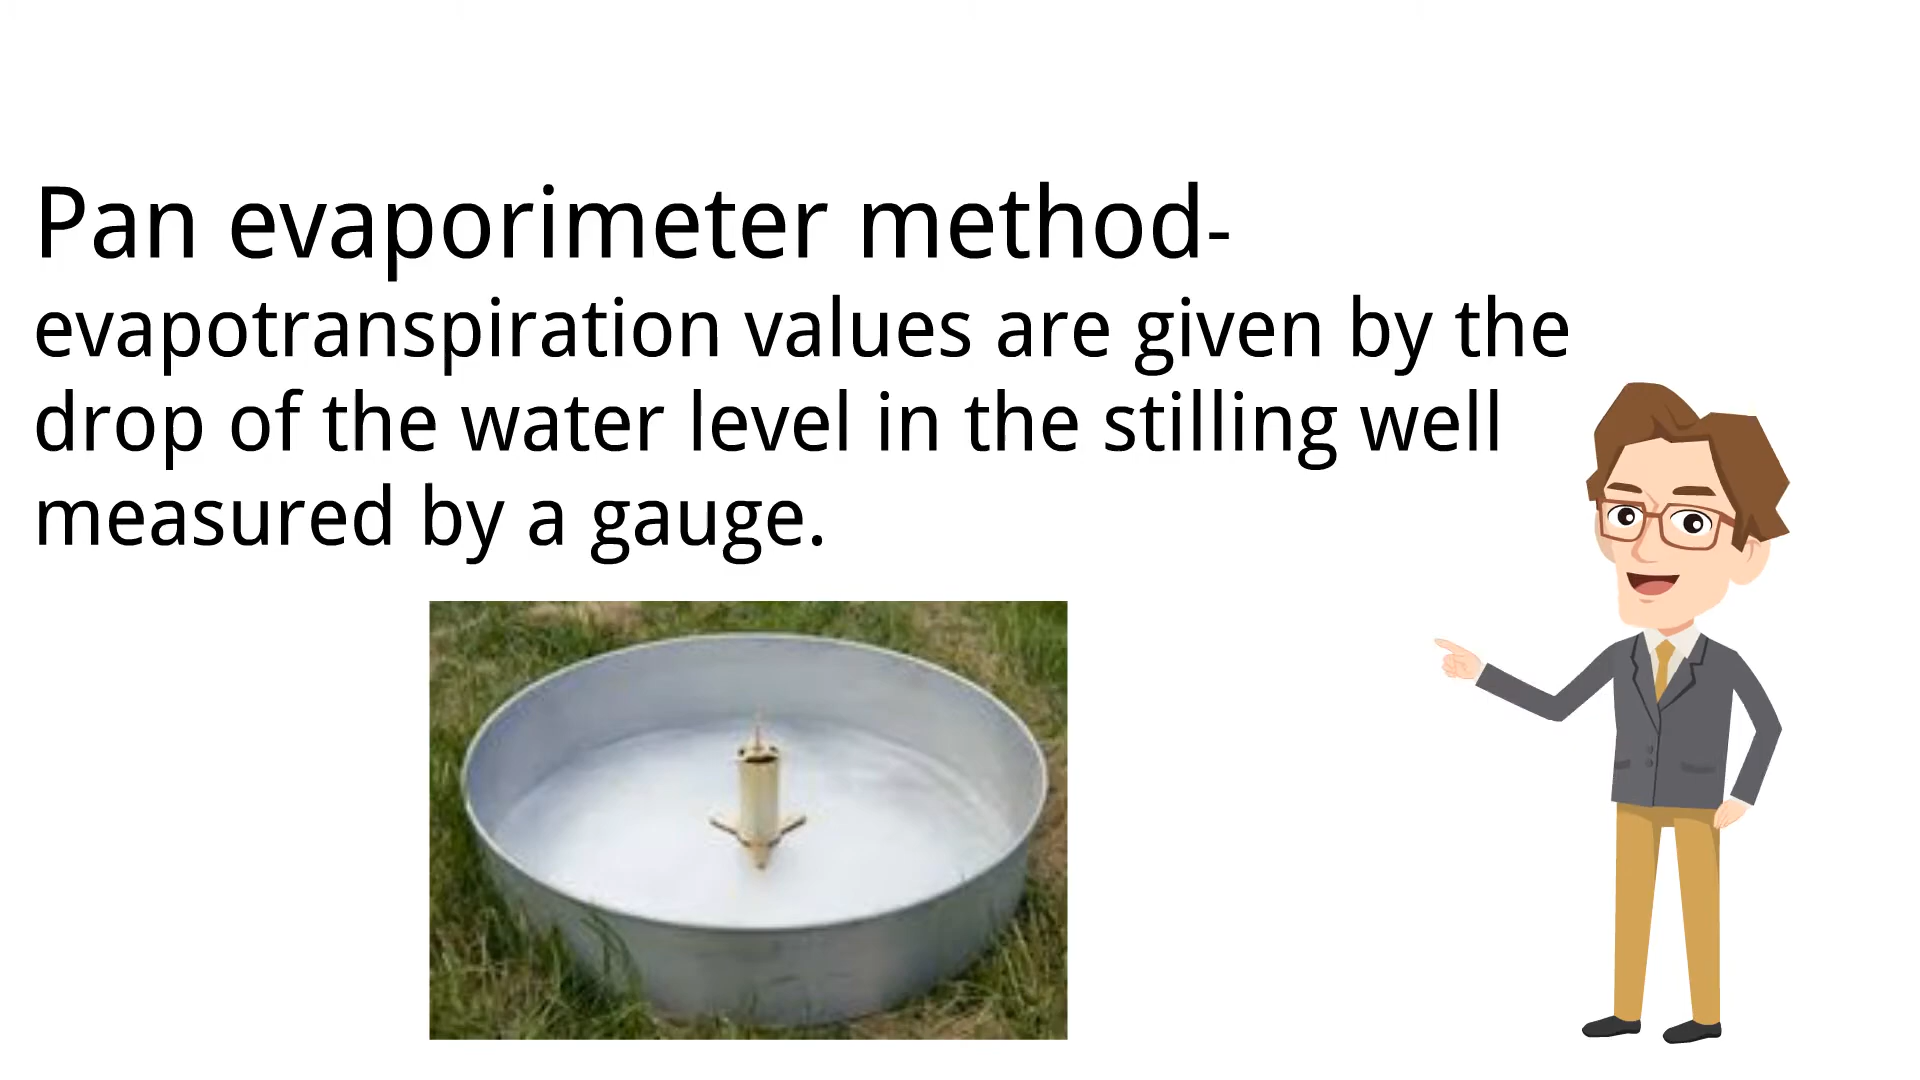 Pan evaporimeter method-
evapotranspiration values are given by the
drop of the water level in the stilling well
measured by a gauge.